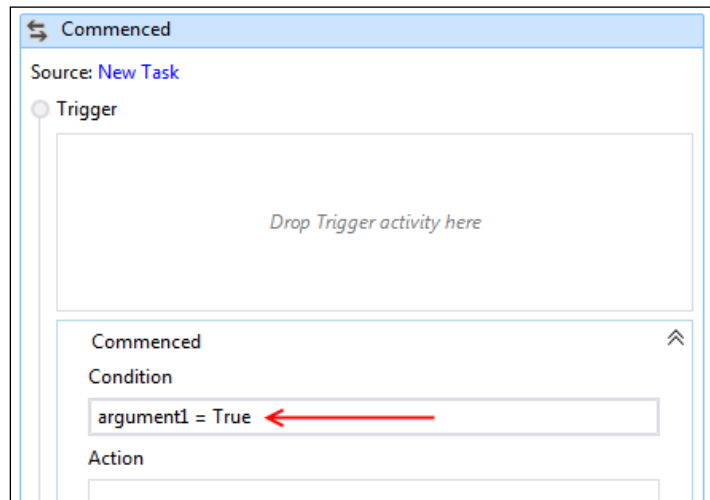 Commenced
Source: New Task
Trigger
Drop Trigger activity here
Commenced
Condition
argument1 = True
Action